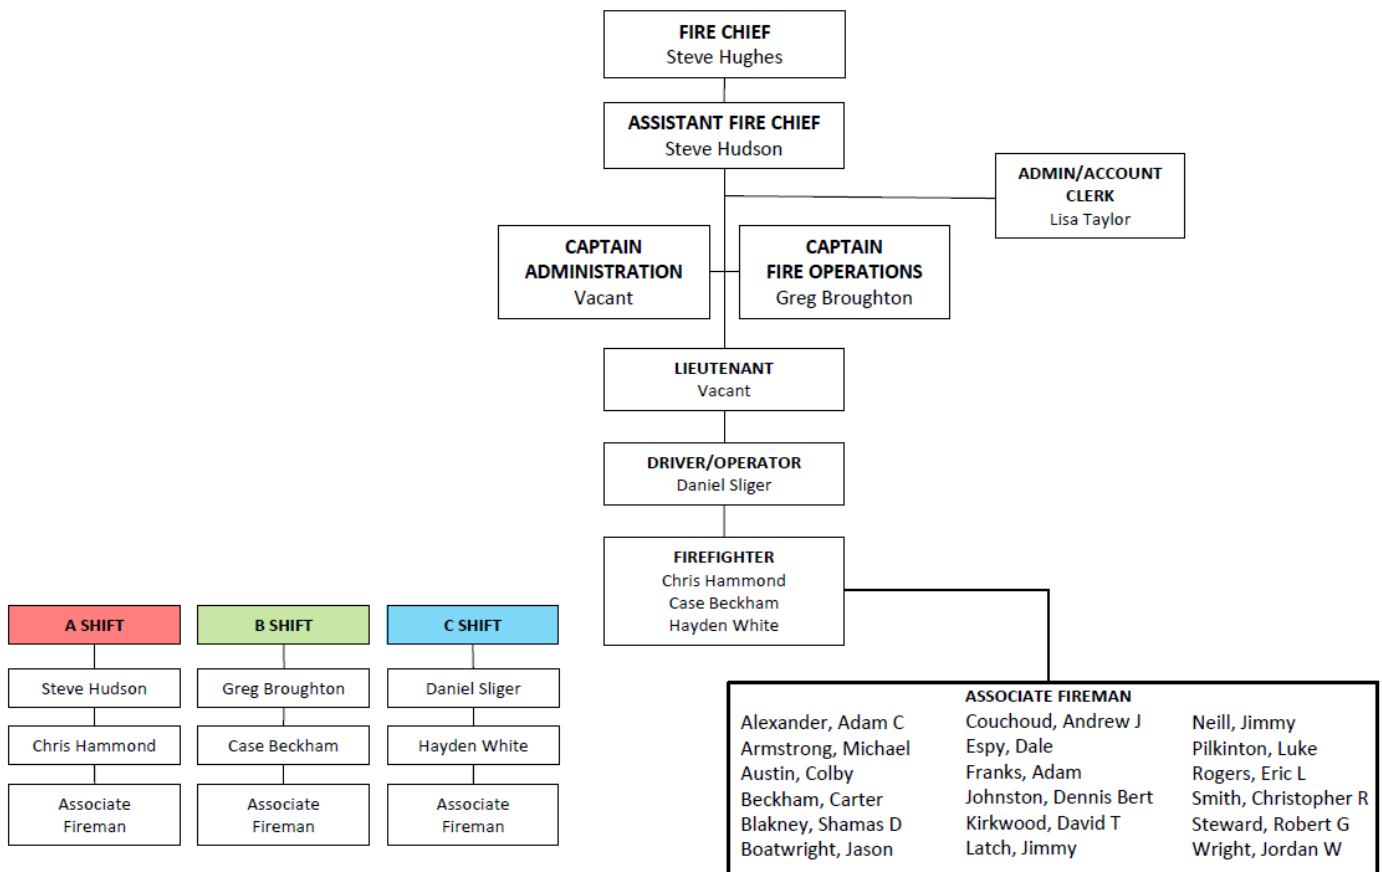 FIRE CHIEF
Steve Hughes
ASSISTANT FIRE CHIEF
Steve Hudson
ADMIN/ACCOUNT
CLERK
Lisa Taylor
CAPTAIN
ADMINISTRATION
Vacant
CAPTAIN
FIRE OPERATIONS
Greg Broughton
LIEUTENANT
Vacant
DRIVER/OPERATOR
Daniel Sliger
FIREFIGHTER
Chris Hammond
Case Beckham
Hayden White
A SHIFT
Steve Hudson
Chris Hammond
Associate
Fireman
B SHIFT
Greg Broughton
Case Beckham
Associate
Fireman
C SHIFT
Daniel Sliger
Hayden White
Associate
Fireman
ASSOCIATE FIREMAN
Alexander, Adam C
Armstrong, Michael
Austin, Colby
Beckham, Carter
Blakney, Shamas D
Boatwright, Jason
Couchoud, Andrew J
Espy, Dale
Franks, Adam
Johnston, Dennis Bert
Kirkwood, David T
Latch, Jimmy
Neill, Jimmy
Pilkinton, Luke
Rogers, Eric L
Smith, Christopher R
Steward, Robert G
Wright, Jordan W